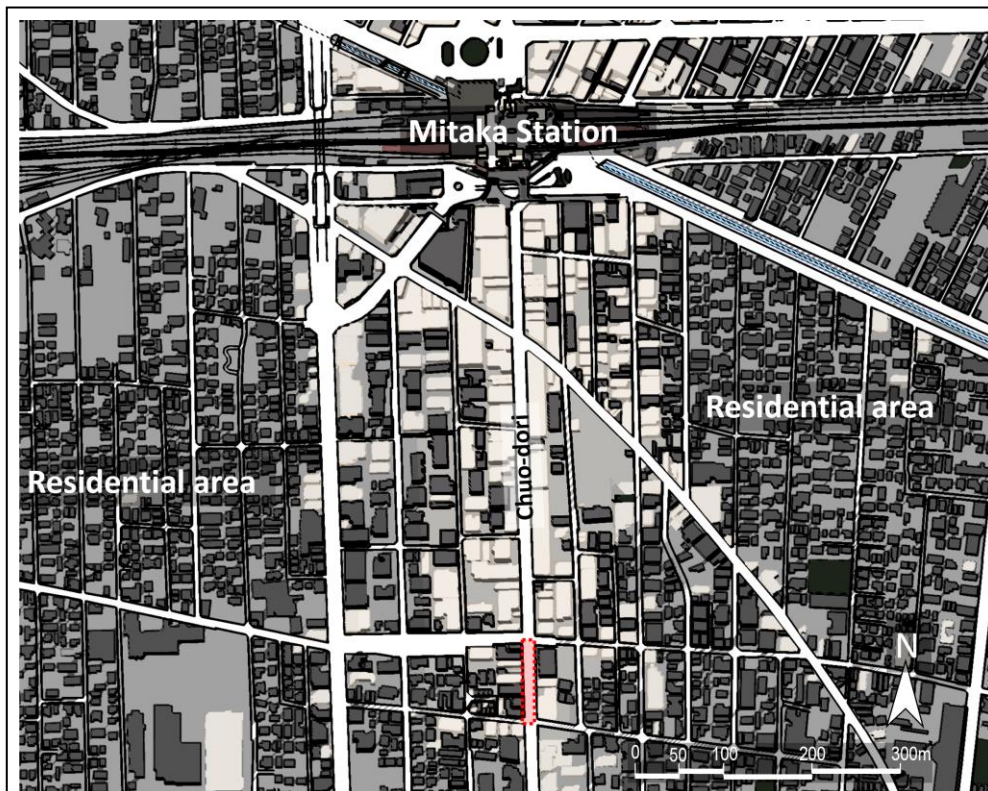 Mitaka Station
Residential area
Chuo-dori
Residential area
N
0 50 100 200 300m